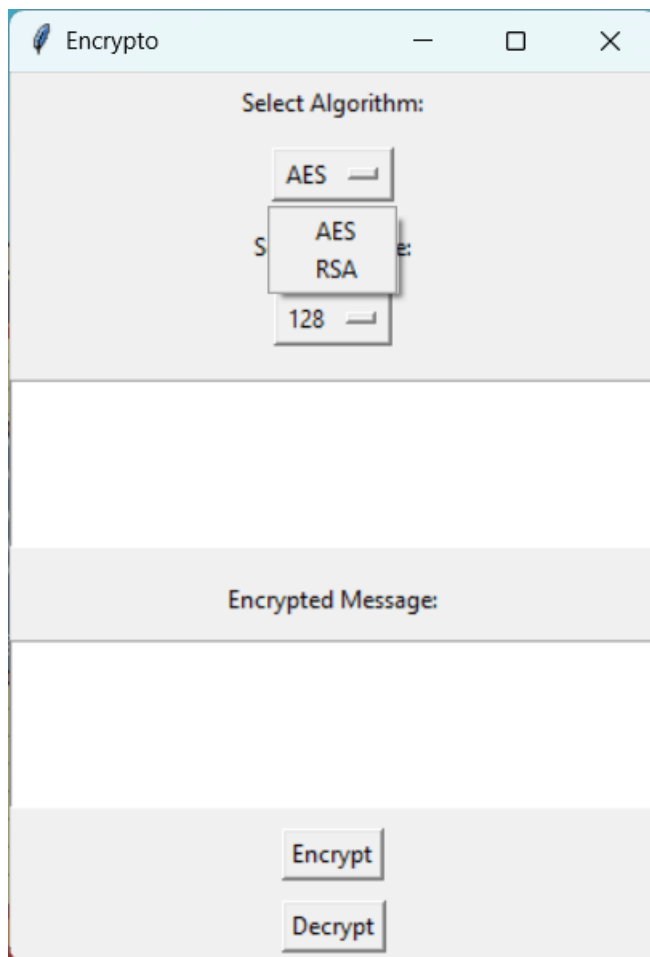 Encrypto
Select Algorithm:
AES
AES
RSA
128
Encrypted Message:
Encrypt
Decrypt